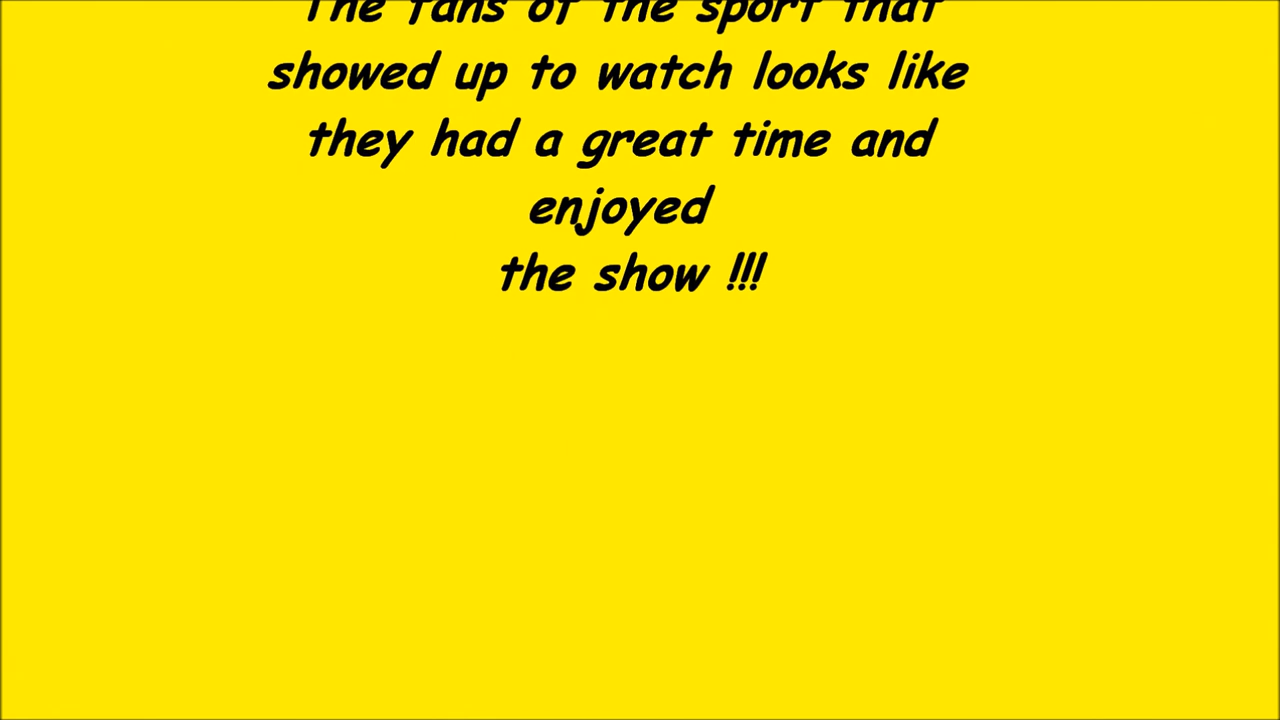 The fans of the sport that
showed up to watch looks like
they had a great time and
enjoyed
the show !!!